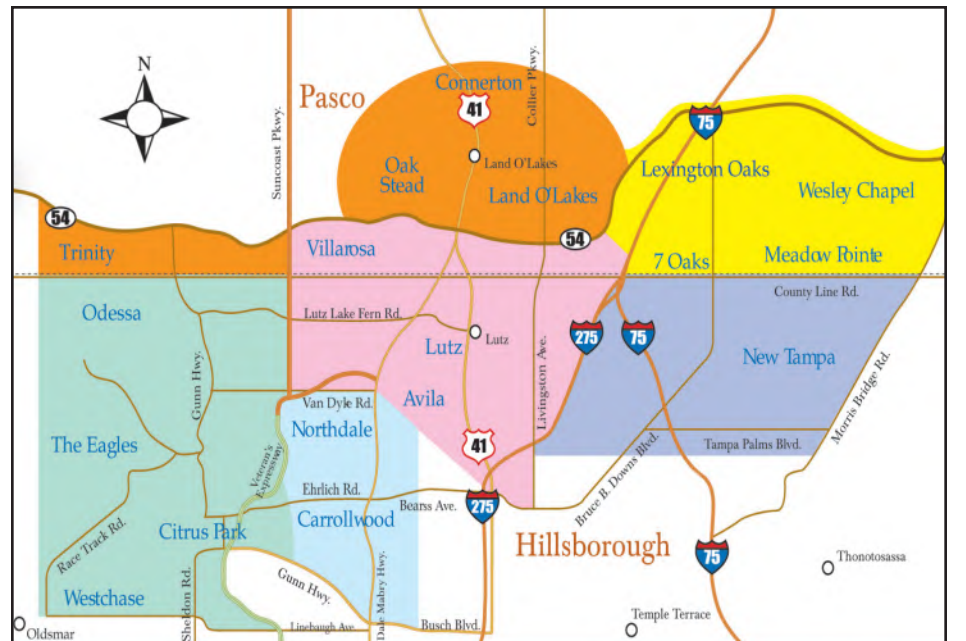 N
Pasco
Suncoast Pkwy.
Connerton
41
Collier Pkwy.
75
Oak
Stead
Land O'Lakes
Land O'Lakes
Lexington Oaks
Wesley Chapel
54
Trinity
Villarosa
54
7 Oaks
Meadow Pointe
County Line Rd.
Odessa
Lutz Lake Fern Rd.
Lutz
Lutz
275
75
New Tampa
Gunn Hwy.
Livingston Ave.
Morris Bridge Rd.
Van Dyke Rd.
Avila
Northdale
The Eagles
Veteran's
Expressway
41
Tampa Palms Blvd.
Bruce B. Downs Blvd.
Ehrlich Rd.
Bearss Ave.
275
Carrollwood
Citrus Park
Race Track Rd.
Hillsborough
75
Thonotosassa
Gunn Hwy.
Dale Mabry Hwy.
Westchase
Sheldon Rd.
Linebaugh Ave.
Busch Blvd.
Temple Terrace
Oldsmar